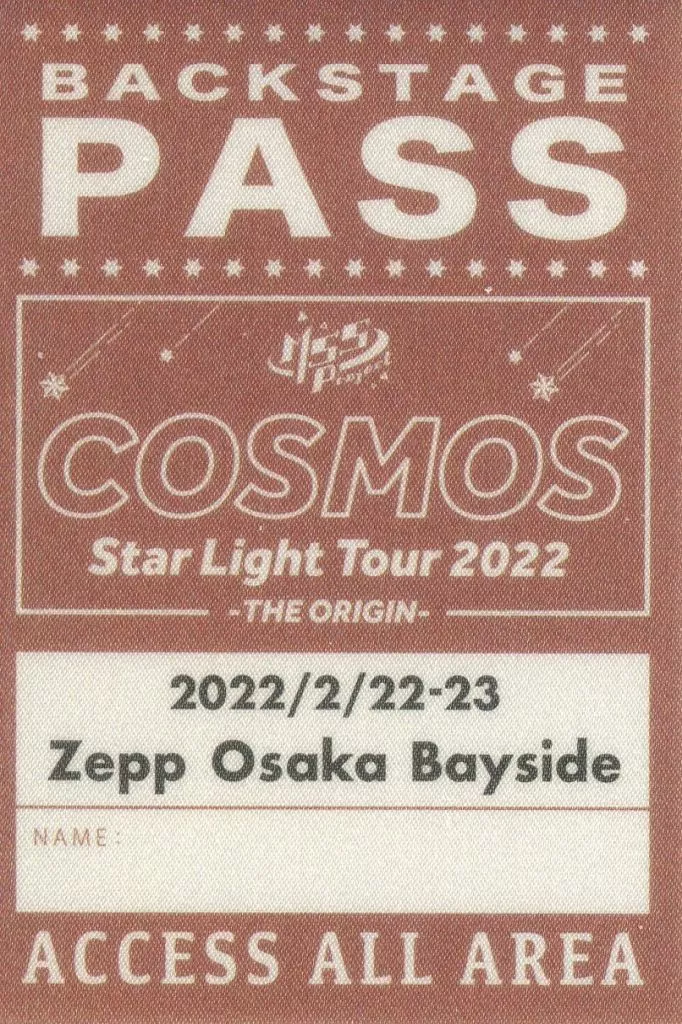 BACKSTAGE
PASS
M.S.S
Project
COSMOS
Star Light Tour 2022
-THE ORIGIN-
2022/2/22-23
Zepp Osaka Bayside
NAME:
ACCESS ALL AREA